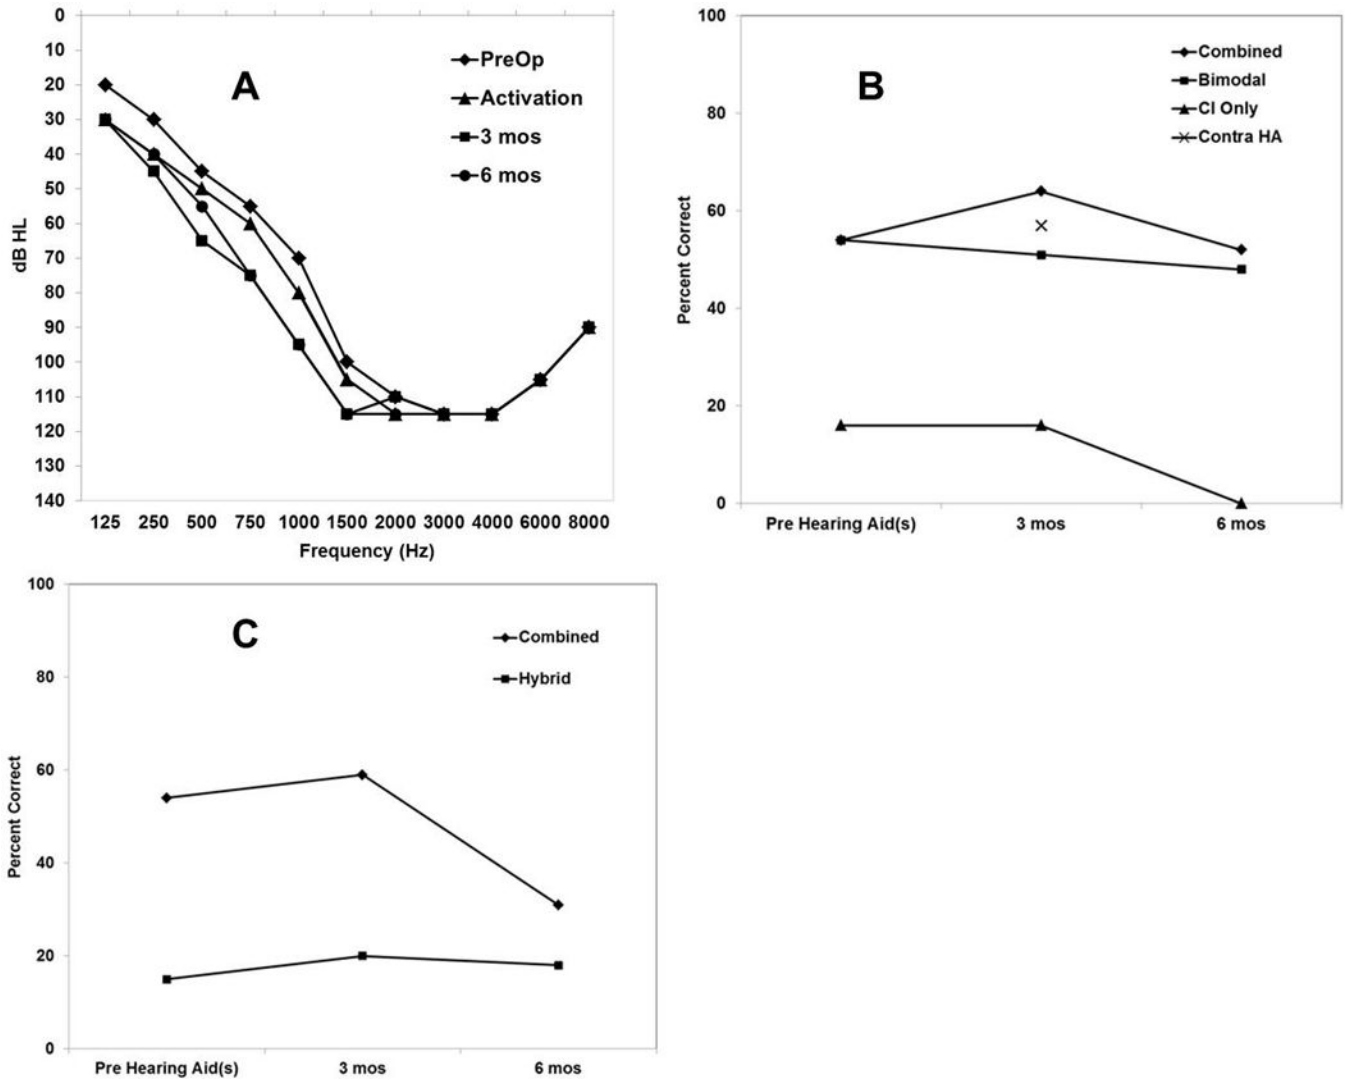 A
0
10
20
30
40
50
60
70
80
90
100
110
120
130
140
dB HL
PreOp
Activation
3 mos
6 mos
125 250 500 750 1000 1500 2000 3000 4000 6000 8000
Frequency (Hz)
B
100
80
60
40
20
0
Percent Correct
Combined
Bimodal
CI Only
Contra HA
Pre Hearing Aid(s) 3 mos 6 mos
C
100
80
60
40
20
0
Percent Correct
Combined
Hybrid
Pre Hearing Aid(s) 3 mos 6 mos